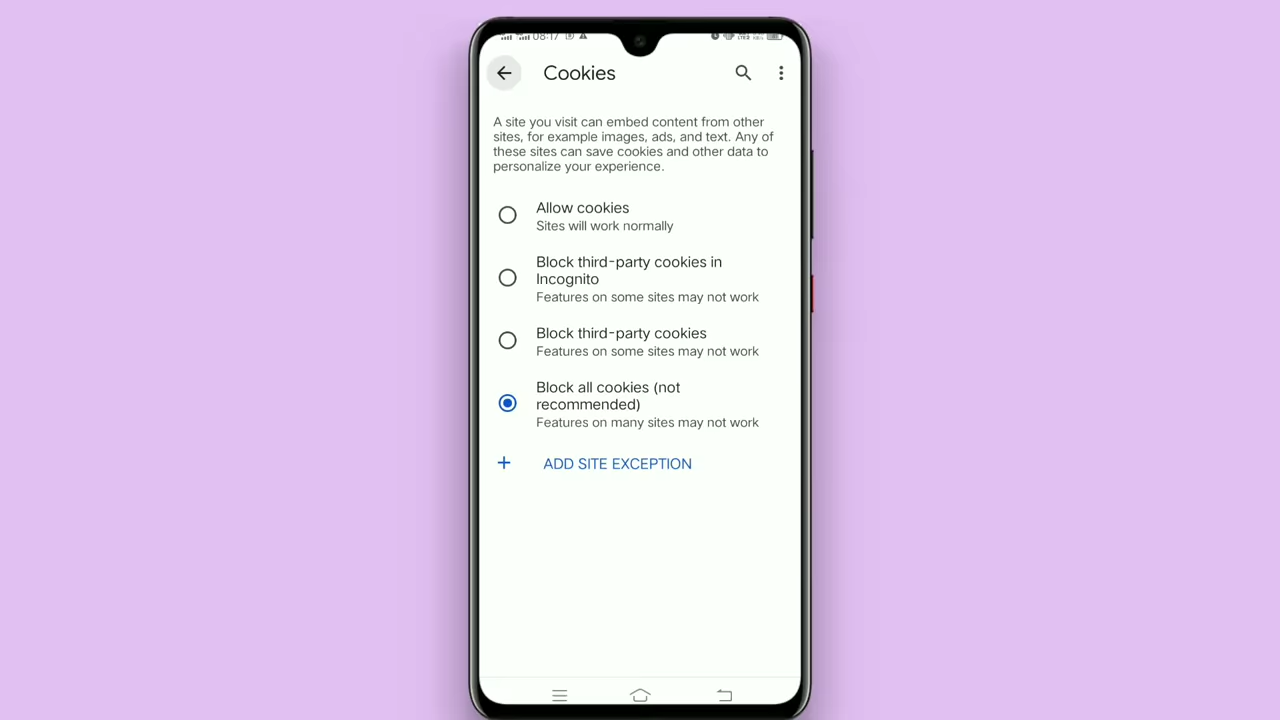 08:17
Cookies
A site you visit can embed content from other
sites, for example images, ads, and text. Any of
these sites can save cookies and other data to
personalize your experience.
Allow cookies
Sites will work normally
Block third-party cookies in
Incognito
Features on some sites may not work
Block third-party cookies
Features on some sites may not work
Block all cookies (not
recommended)
Features on many sites may not work
+ ADD SITE EXCEPTION